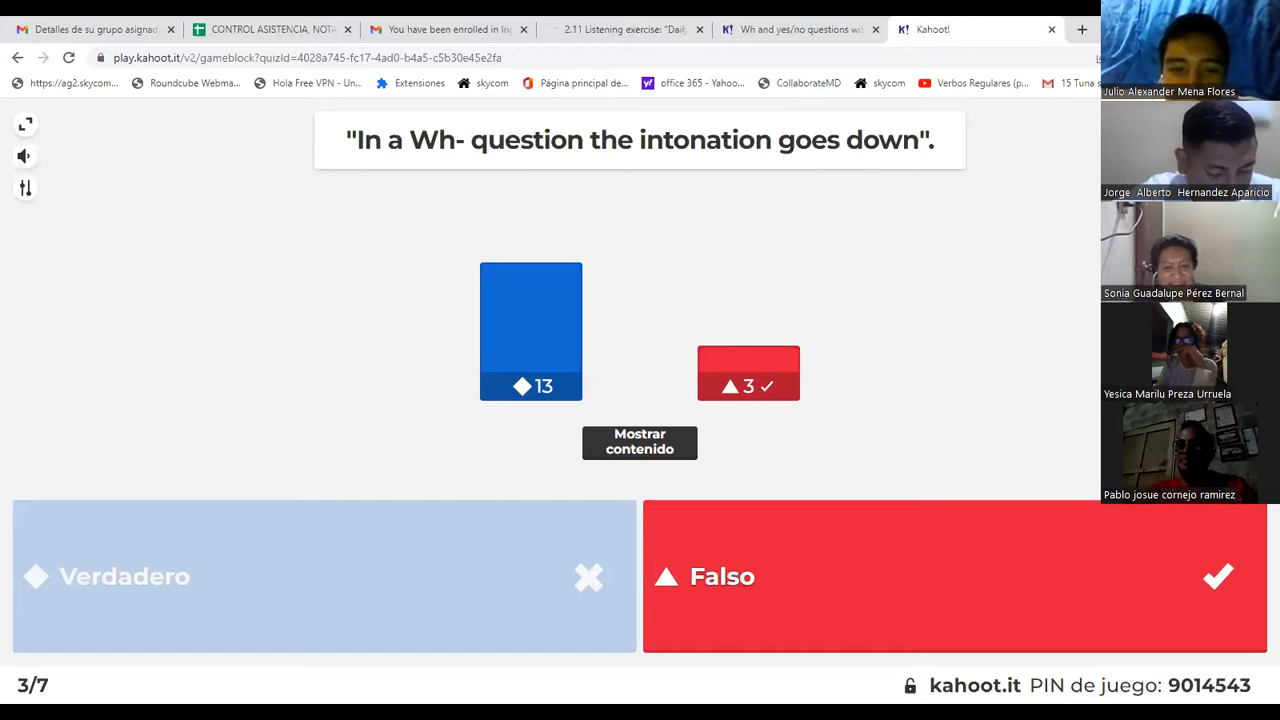 Detalles de su grupo asignad
CONTROL ASISTENCIA, NOTA
You have been enrolled in In
2.11 Listening exercise: "Dail
Wh and yes/no questions wit
Kahoot!
play.kahoot.it/v2/gameblock?quizId=4028a745-fc17-4ad0-b4a5-c5b30e45e2fa
https://ag2.skycom...
Roundcube Webma...
Hola Free VPN - Un...
Extensiones
skycom
Página principal de...
office 365 - Yahoo...
CollaborateMD
skycom
Verbos Regulares (p...
15 Tuna s
Julio Alexander Mena Flores
"In a Wh- question the intonation goes down".
Jorge Alberto Hernandez Aparicio
Sonia Guadalupe Pérez Bernal
13
3
Yesica Marilu Preza Urruela
Mostrar
contenido
Pablo josue cornejo ramirez
Verdadero
Falso
3/7
kahoot.it PIN de juego: 9014543